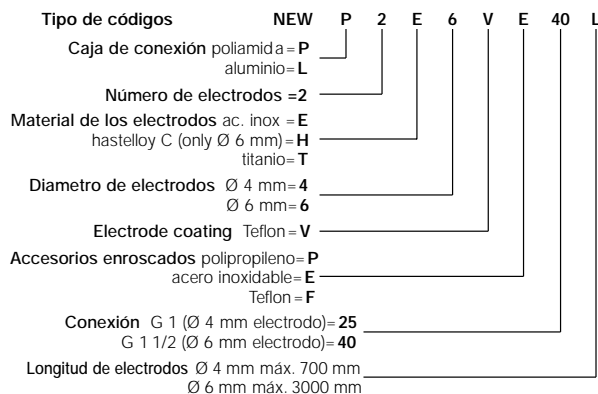 Tipo de códigos NEW P 2 E 6 V E 40 L
Caja de conexión poliamida=P
aluminio=L
Número de electrodos =2
Material de los electrodos ac. inox =E
hastelloy C (only Ø 6 mm)=H
titanio=T
Diametro de electrodos Ø 4 mm=4
Ø 6 mm=6
Electrode coating Teflon=V
Accesorios enroscados polipropileno=P
acero inoxidable=E
Teflon=F
Conexión G 1 (Ø 4 mm electrodo)=25
G 1 1/2 (Ø 6 mm electrodo)=40
Longitud de electrodos Ø 4 mm máx. 700 mm
Ø 6 mm máx. 3000 mm